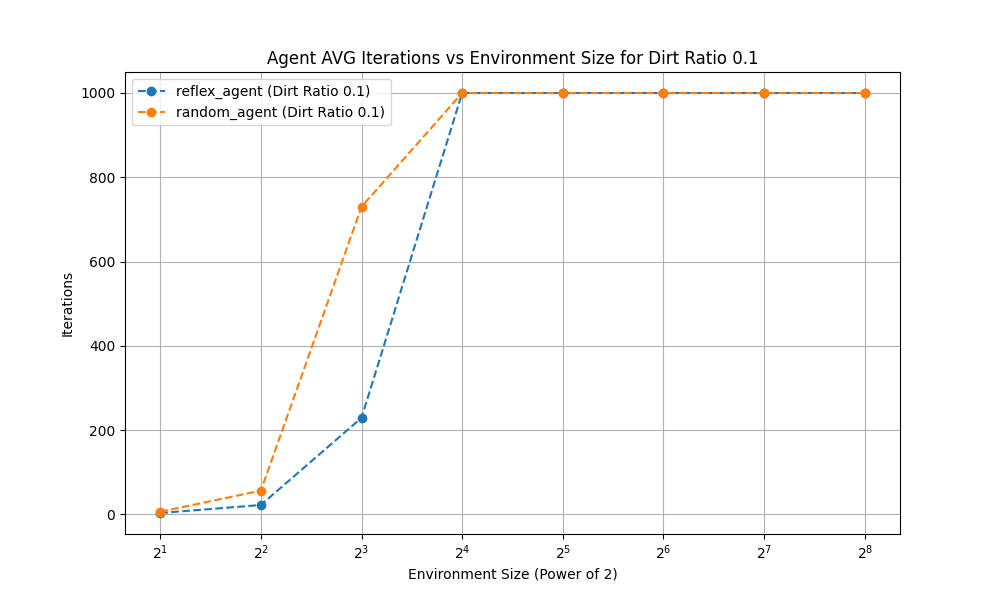 Agent AVG Iterations vs Environment Size for Dirt Ratio 0.1
reflex_agent (Dirt Ratio 0.1)
random_agent (Dirt Ratio 0.1)
Iterations
1000
800
600
400
200
0
2¹ 2² 2³ 2⁴ 2⁵ 2⁶ 2⁷ 2⁸
Environment Size (Power of 2)